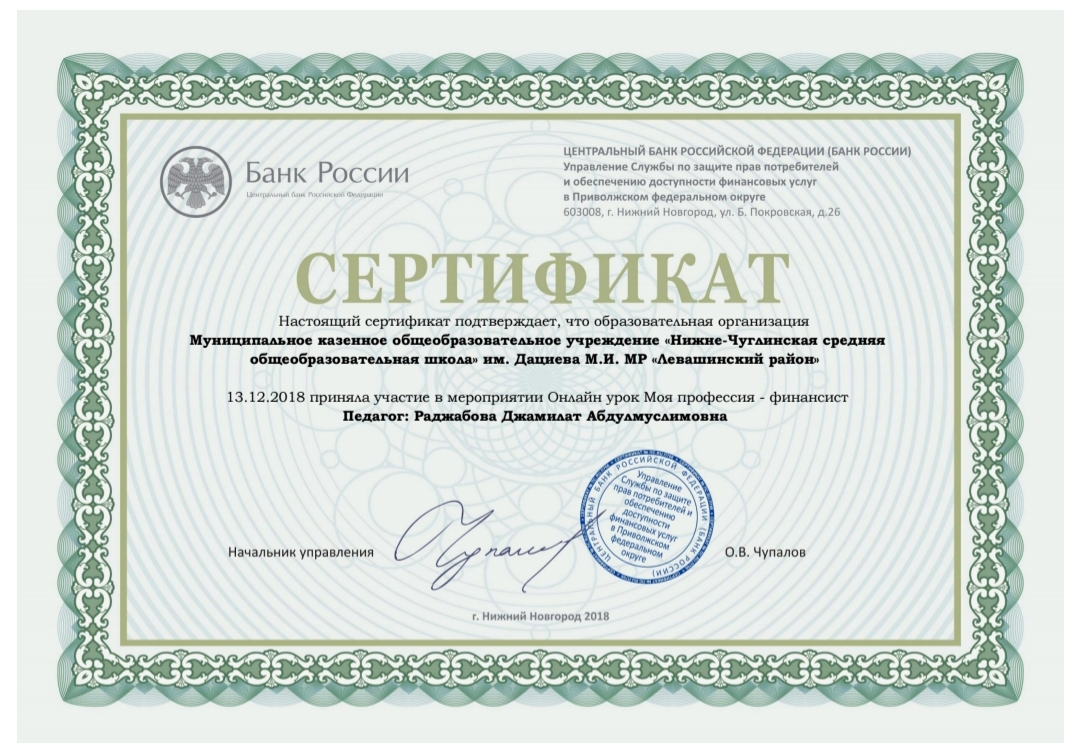 Банк России
Центральный банк Российской Федерации
ЦЕНТРАЛЬНЫЙ БАНК РОССИЙСКОЙ ФЕДЕРАЦИИ (БАНК РОССИИ)
Управление Службы по защите прав потребителей
и обеспечению доступности финансовых услуг
в Приволжском федеральном округе
603008, г. Нижний Новгород, ул. Б. Покровская, д.26
СЕРТИФИКАТ
Настоящий сертификат подтверждает, что образовательная организация
Муниципальное казенное общеобразовательное учреждение «Нижне-Чуглинская средняя
общеобразовательная школа» им. Дациева М.И. МР «Левашинский район»
13.12.2018 приняла участие в мероприятии Онлайн урок Моя профессия - финансист
Педагог: Раджабова Джамилат Абдулмуслимовна
ЦЕНТРАЛЬНЫЙ БАНК РОССИЙСКОЙ ФЕДЕРАЦИИ (БАНК РОССИИ)
Управление
Службы по защите
прав потребителей и
обеспечению
доступности
финансовых услуг
в Приволжском
федеральном
округе
Начальник управления
О.В. Чупалов
г. Нижний Новгород 2018